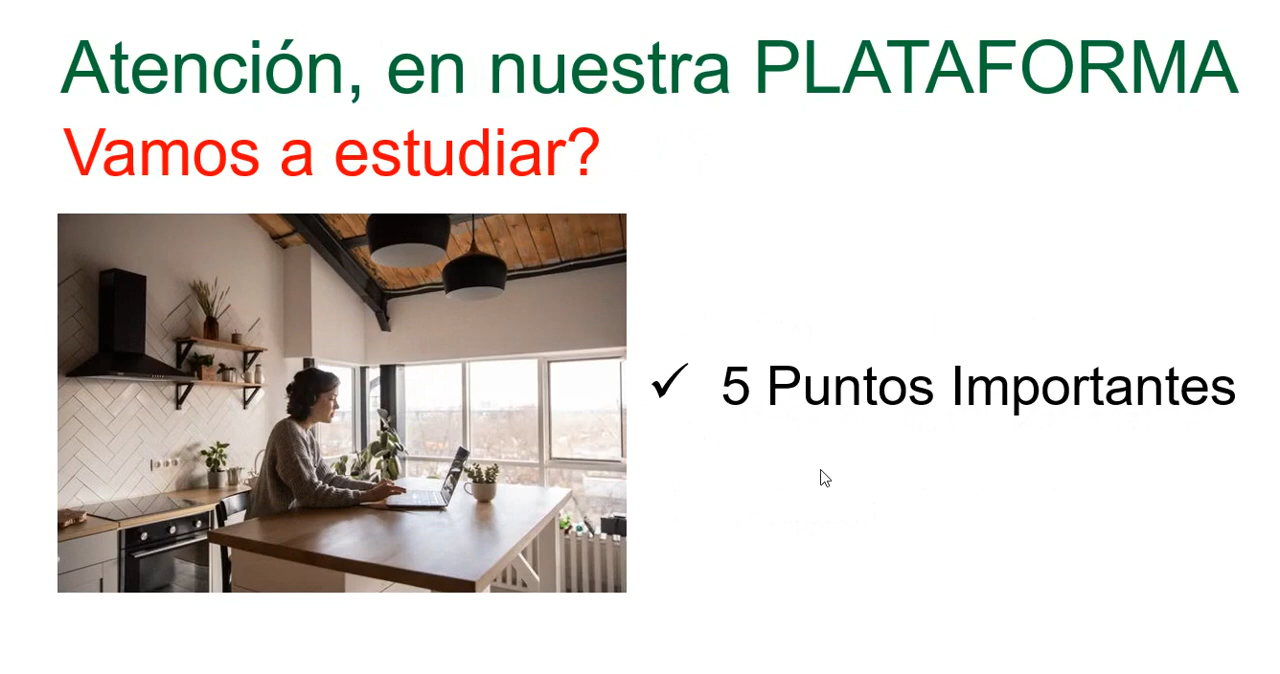 Atención, en nuestra PLATAFORMA
Vamos a estudiar?
✓ 5 Puntos Importantes